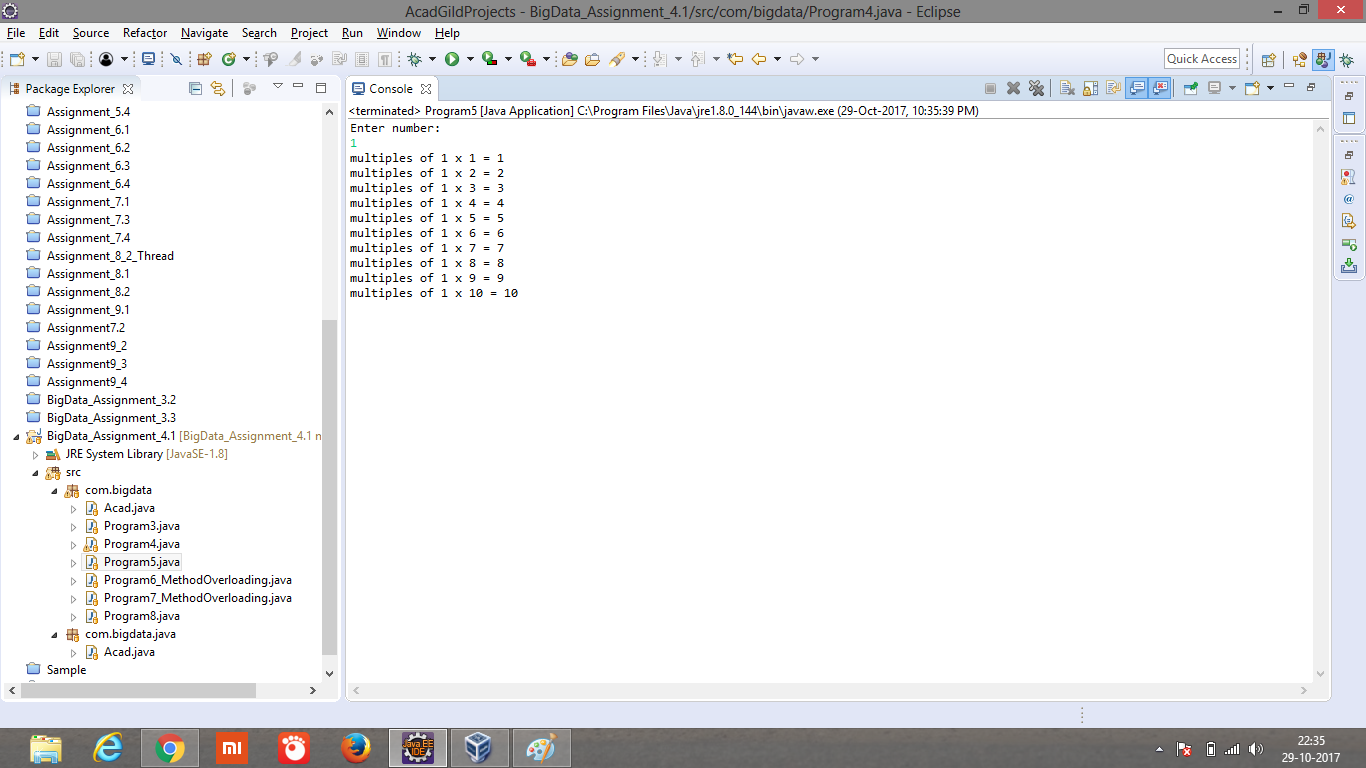 AcadGildProjects - BigData_Assignment_4.1/src/com/bigdata/Program4.java - Eclipse
File Edit Source Refactor Navigate Search Project Run Window Help
Quick Access
Package Explorer
Assignment_5.4
Assignment_6.1
Assignment_6.2
Assignment_6.3
Assignment_6.4
Assignment_7.1
Assignment_7.3
Assignment_7.4
Assignment_8_2_Thread
Assignment_8.1
Assignment_8.2
Assignment_9.1
Assignment7.2
Assignment9_2
Assignment9_3
Assignment9_4
BigData_Assignment_3.2
BigData_Assignment_3.3
BigData_Assignment_4.1 [BigData_Assignment_4.1 n
JRE System Library [JavaSE-1.8]
src
com.bigdata
Acad.java
Program3.java
Program4.java
Program5.java
Program6_MethodOverloading.java
Program7_MethodOverloading.java
Program8.java
com.bigdata.java
Acad.java
Sample
Console
<terminated> Program5 [Java Application] C:\Program Files\Java\jre1.8.0_144\bin\javaw.exe (29-Oct-2017, 10:35:39 PM)
Enter number:
1
multiples of 1 x 1 = 1
multiples of 1 x 2 = 2
multiples of 1 x 3 = 3
multiples of 1 x 4 = 4
multiples of 1 x 5 = 5
multiples of 1 x 6 = 6
multiples of 1 x 7 = 7
multiples of 1 x 8 = 8
multiples of 1 x 9 = 9
multiples of 1 x 10 = 10
mi
Java EE
IDE
22:35
29-10-2017